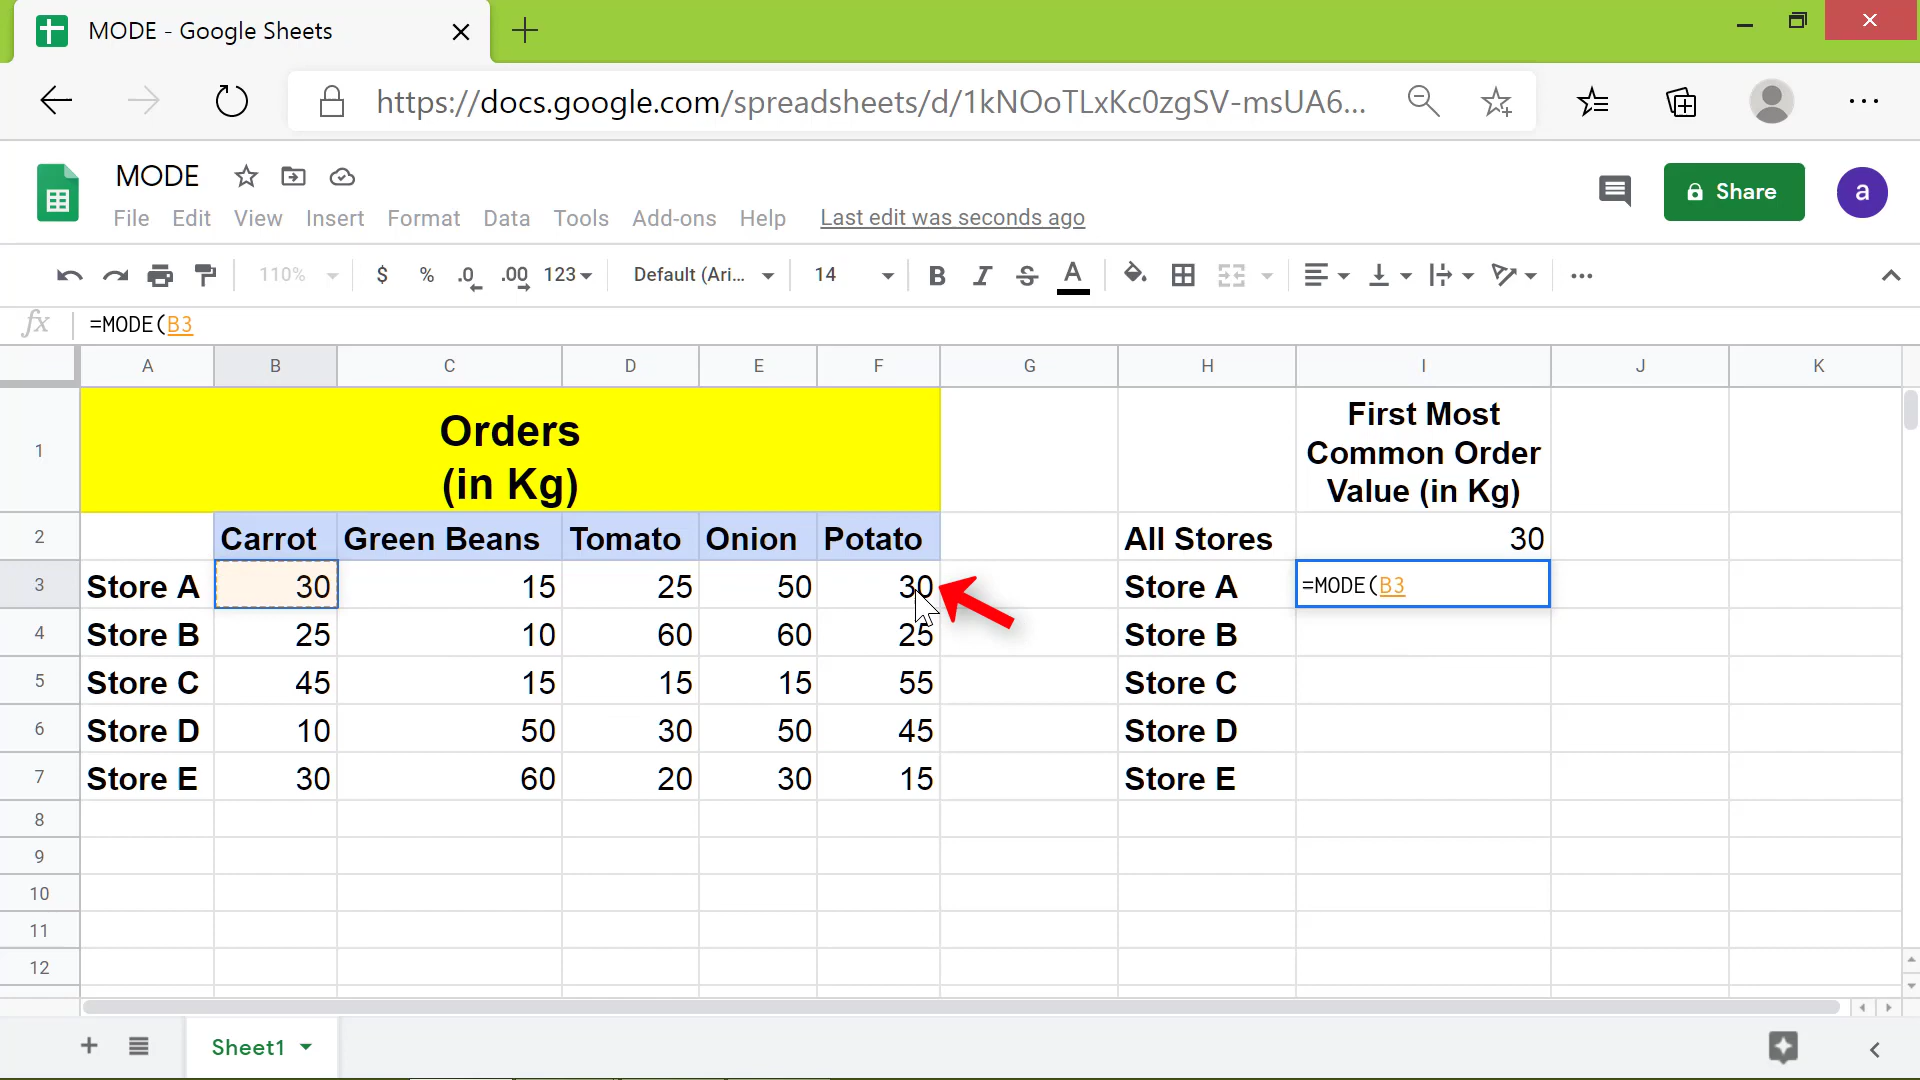 MODE - Google Sheets
https://docs.google.com/spreadsheets/d/1kNOoTLxKc0zgSV-msUA6...
MODE
File Edit View Insert Format Data Tools Add-ons Help Last edit was seconds ago
Share
a
110% $ % .0 .00 123 Default (Ari... 14 B I S A
fx =MODE(B3
A B C D E F G H I J K
1 Orders
(in Kg)
First Most
Common Order
Value (in Kg)
2 Carrot Green Beans Tomato Onion Potato All Stores 30
3 Store A 30 15 25 50 30 Store A =MODE(B3
4 Store B 25 10 60 60 25 Store B
5 Store C 45 15 15 15 55 Store C
6 Store D 10 50 30 50 45 Store D
7 Store E 30 60 20 30 15 Store E
8
9
10
11
12
Sheet1